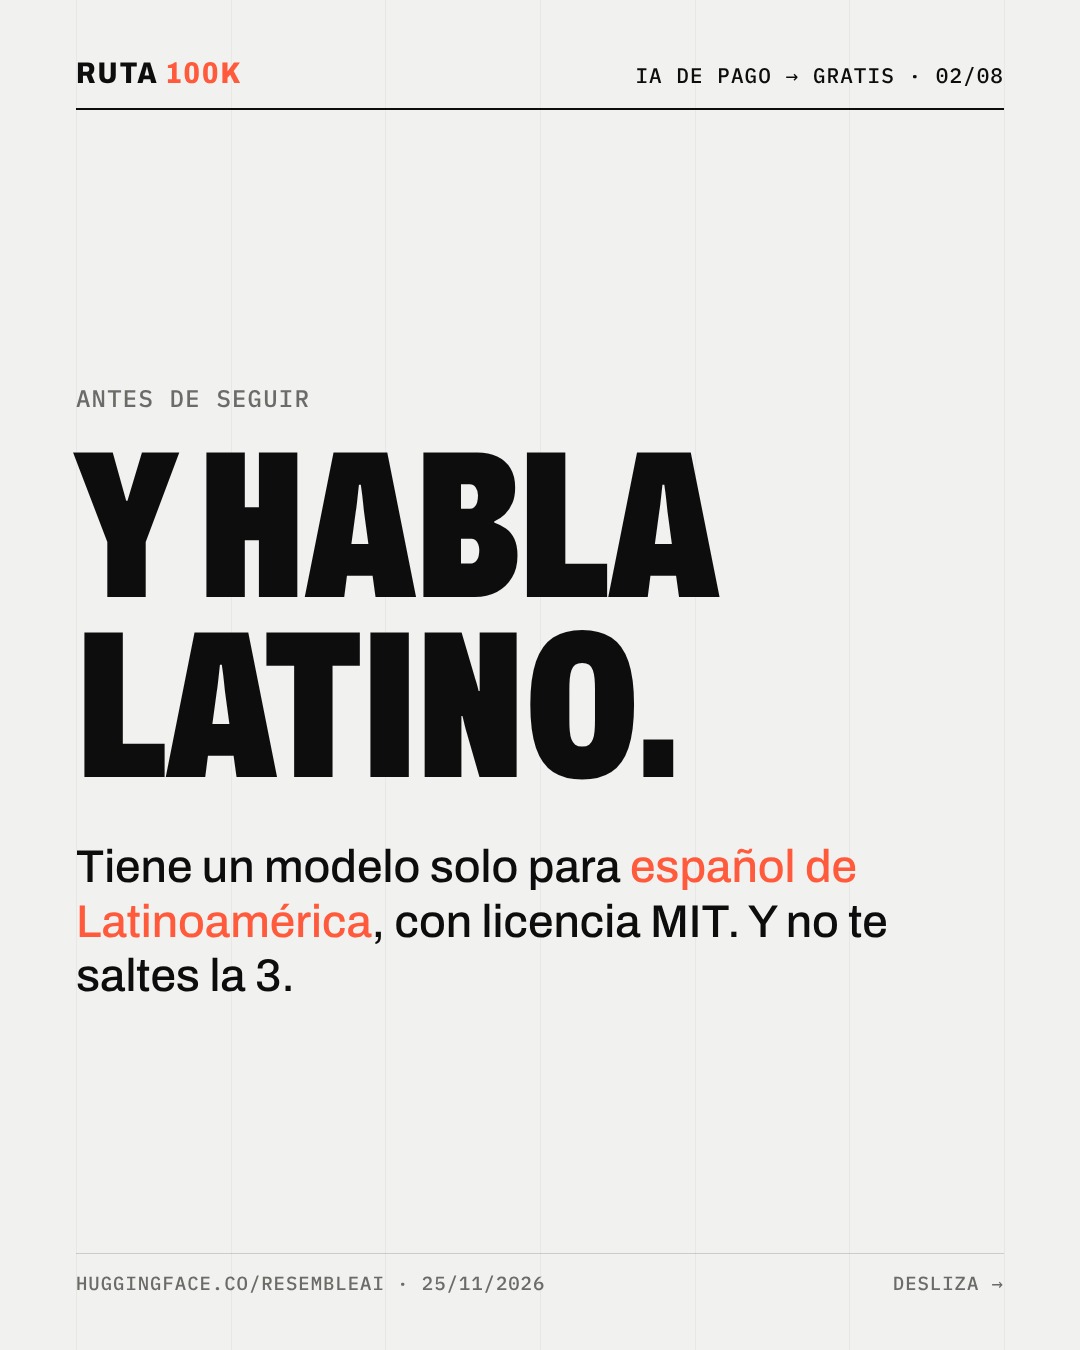 RUTA 100K
IA DE PAGO → GRATIS · 02/08
ANTES DE SEGUIR
Y HABLA
LATINO.
Tiene un modelo solo para español de
Latinoamérica, con licencia MIT. Y no te
saltes la 3.
HUGGINGFACE.CO/RESEMBLEAI · 25/11/2026
DESLIZA →